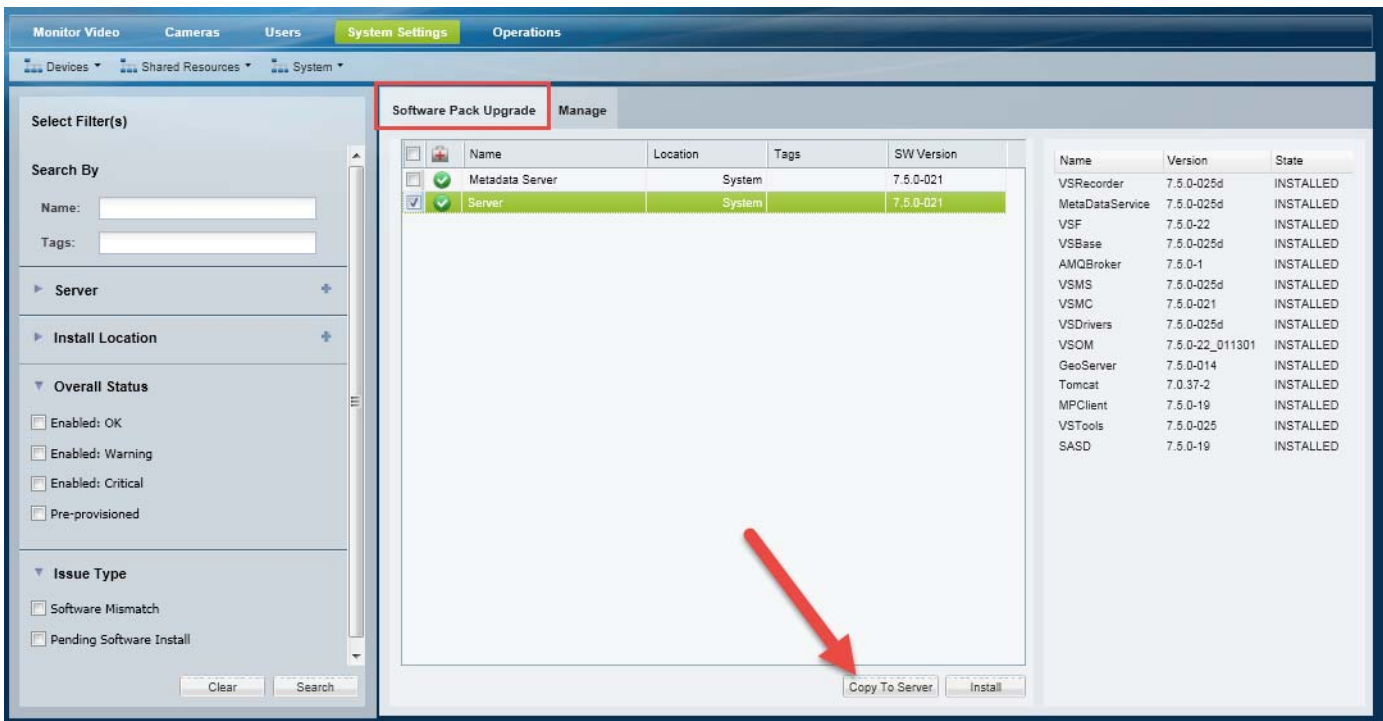 Monitor Video Cameras Users System Settings Operations
Devices Shared Resources System
Select Filter(s)
Search By
Name:
Tags:
Server
Install Location
Overall Status
Enabled: OK
Enabled: Warning
Enabled: Critical
Pre-provisioned
Issue Type
Software Mismatch
Pending Software Install
Clear Search
Software Pack Upgrade Manage
Name Location Tags SW Version
Metadata Server System 7.5.0-021
Server System 7.5.0-021
Copy To Server Install
Name Version State
VSRecorder 7.5.0-025d INSTALLED
MetaDataService 7.5.0-025d INSTALLED
VSF 7.5.0-22 INSTALLED
VSBase 7.5.0-025d INSTALLED
AMQBroker 7.5.0-1 INSTALLED
VSMS 7.5.0-025d INSTALLED
VSMC 7.5.0-021 INSTALLED
VSDrivers 7.5.0-025d INSTALLED
VSOM 7.5.0-22_011301 INSTALLED
GeoServer 7.5.0-014 INSTALLED
Tomcat 7.0.37-2 INSTALLED
MPClient 7.5.0-19 INSTALLED
VSTools 7.5.0-025 INSTALLED
SASD 7.5.0-19 INSTALLED